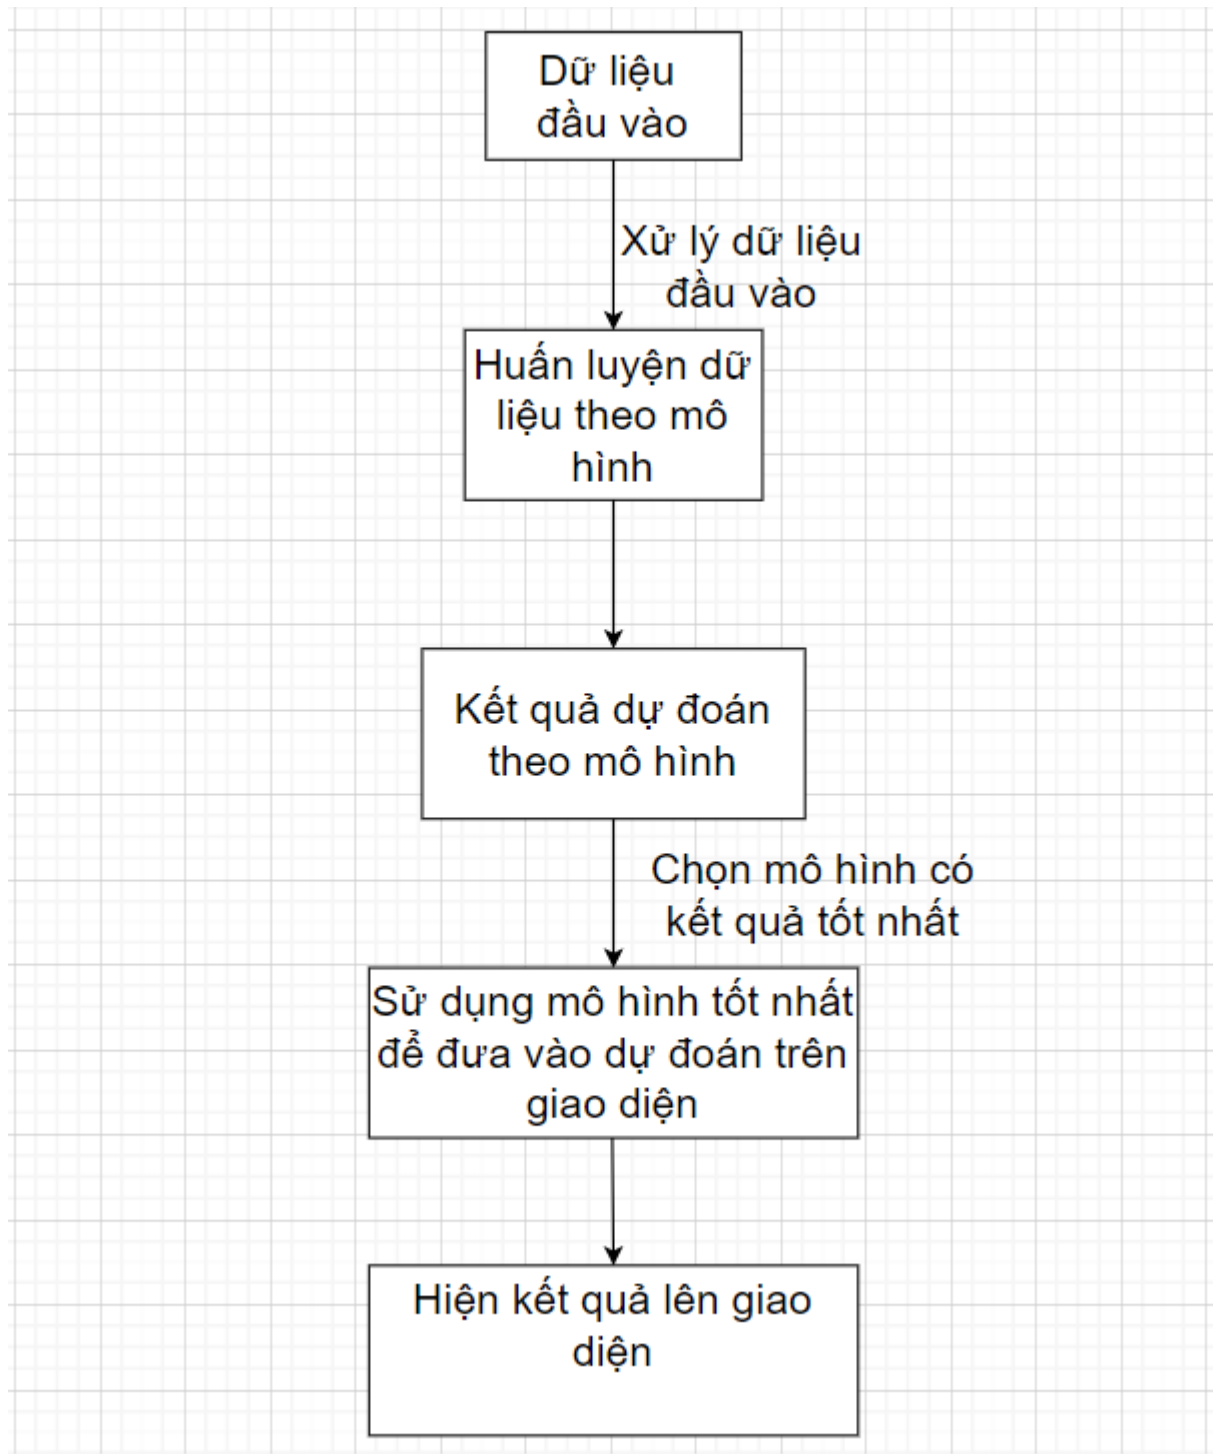 Dữ liệu
đầu vào
Xử lý dữ liệu
đầu vào
Huấn luyện dữ
liệu theo mô
hình
Kết quả dự đoán
theo mô hình
Chọn mô hình có
kết quả tốt nhất
Sử dụng mô hình tốt nhất
để đưa vào dự đoán trên
giao diện
Hiện kết quả lên giao
diện